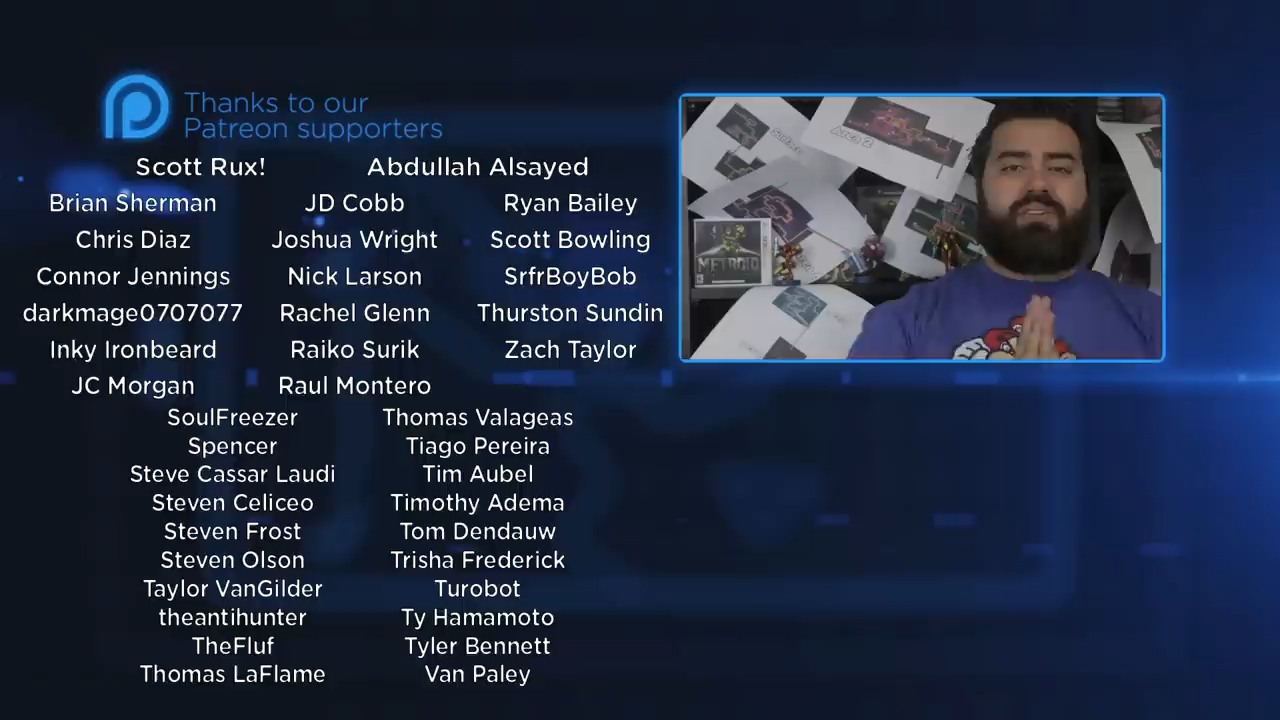 Thanks to our
Patreon supporters
Scott Rux! Abdullah Alsayed
Brian Sherman JD Cobb Ryan Bailey
Chris Diaz Joshua Wright Scott Bowling
Connor Jennings Nick Larson SrfrBoyBob
darkmage0707077 Rachel Glenn Thurston Sundin
Inky Ironbeard Raiko Surik Zach Taylor
JC Morgan Raul Montero
SoulFreezer Thomas Valageas
Spencer Tiago Pereira
Steve Cassar Laudi Tim Aubel
Steven Celiceo Timothy Adema
Steven Frost Tom Dendauw
Steven Olson Trisha Frederick
Taylor VanGilder Turobot
theantihunter Ty Hamamoto
TheFluf Tyler Bennett
Thomas LaFlame Van Paley
Area 2
METROID